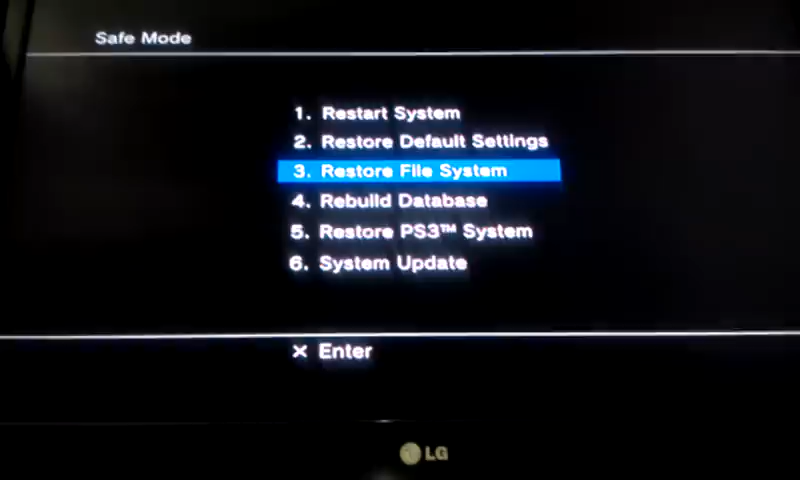 Safe Mode
1. Restart System
2. Restore Default Settings
3. Restore File System
4. Rebuild Database
5. Restore PS3™ System
6. System Update
✕ Enter
LG